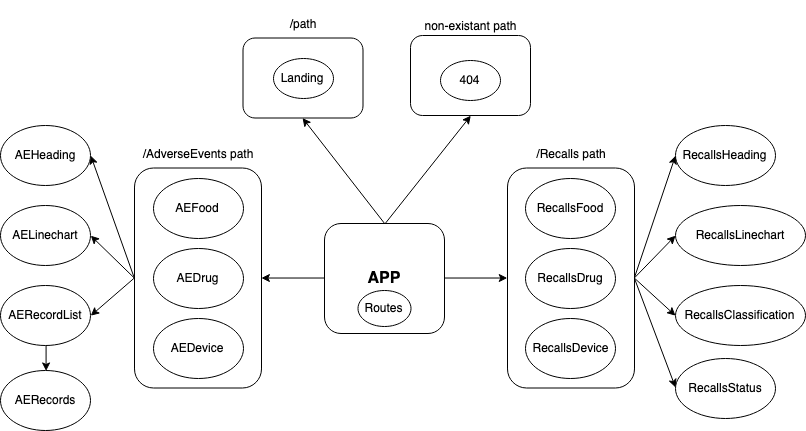 /path
non-existant path
Landing
404
AEHeading
/AdverseEvents path
/Recalls path
RecallsHeading
AEFood
RecallsFood
AELinechart
RecallsLinechart
AEDrug
APP
RecallsDrug
AERecordList
Routes
RecallsClassification
AEDevice
RecallsDevice
AERecords
RecallsStatus